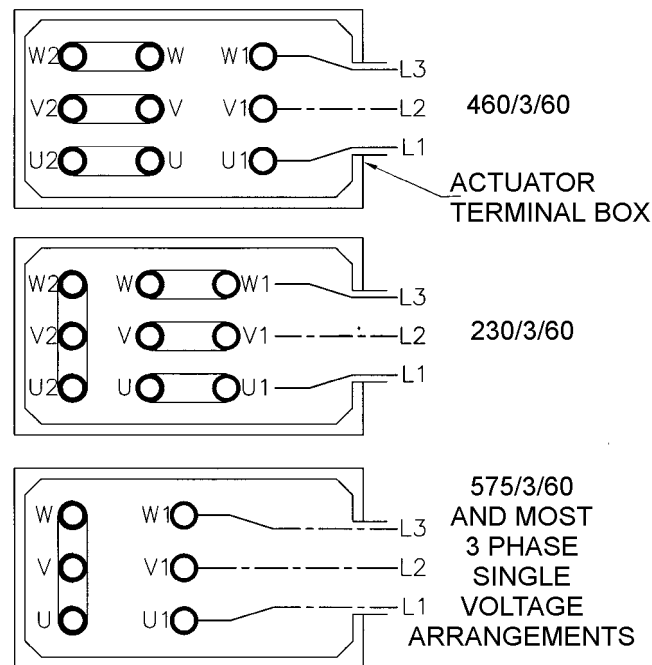 W2 W W1 L3
V2 V V1 L2 460/3/60
U2 U U1 L1
ACTUATOR
TERMINAL BOX
W2 W W1 L3
V2 V V1 L2 230/3/60
U2 U U1 L1
W W1 L3
V V1 L2
U U1 L1
575/3/60
AND MOST
3 PHASE
SINGLE
VOLTAGE
ARRANGEMENTS